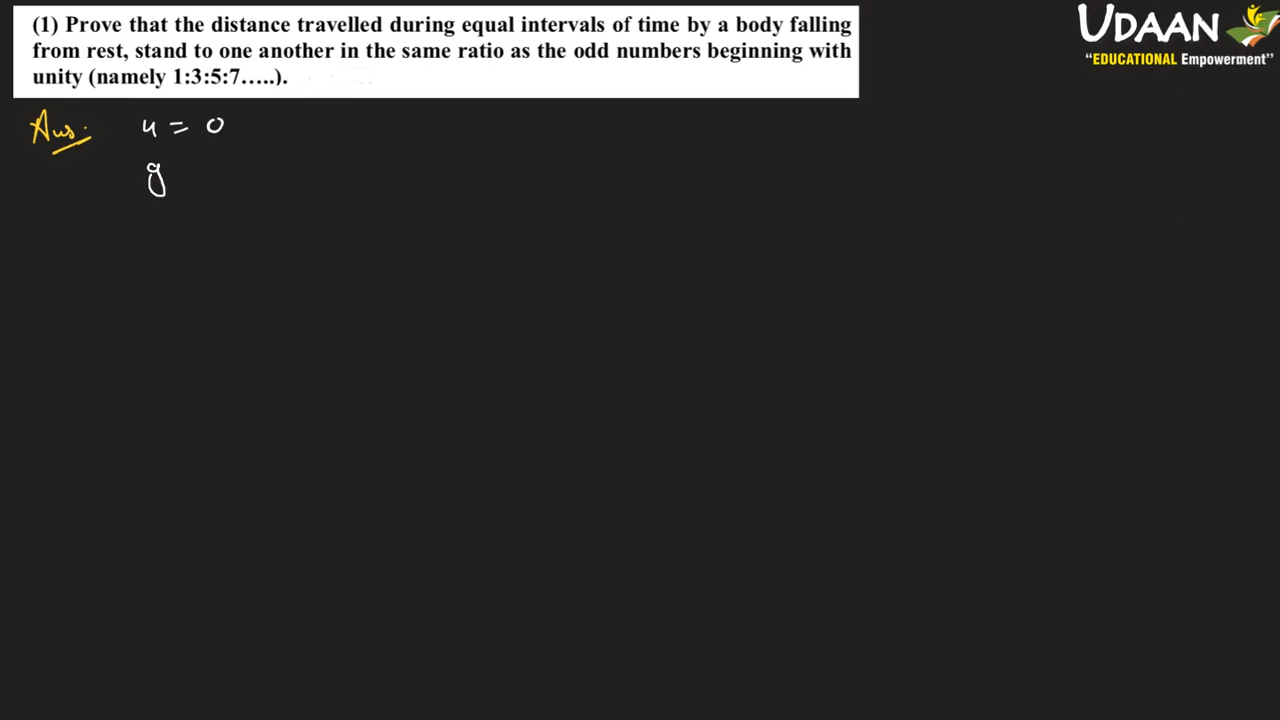 (1) Prove that the distance travelled during equal intervals of time by a body falling
from rest, stand to one another in the same ratio as the odd numbers beginning with
unity (namely 1:3:5:7.....).
UDAAN
“EDUCATIONAL Empowerment”
Ans:
u = 0
g